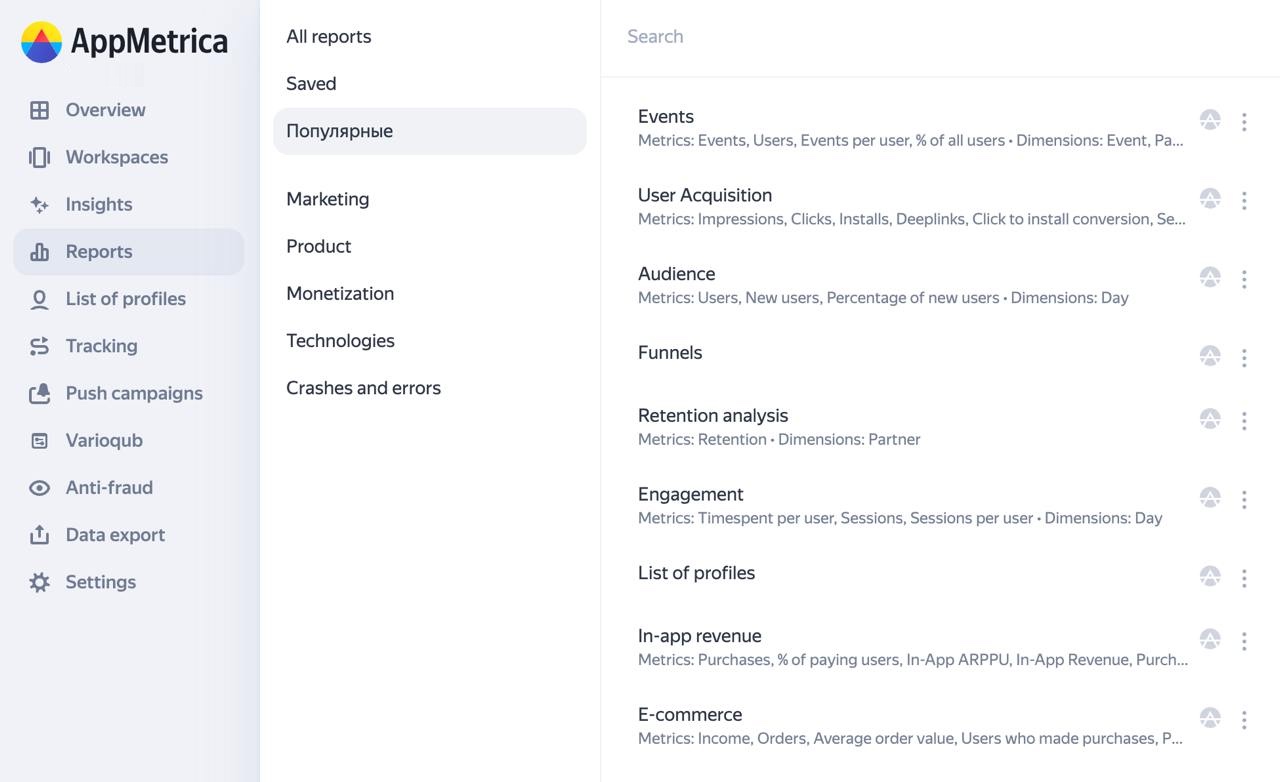 AppMetrica
Overview
Workspaces
Insights
Reports
List of profiles
Tracking
Push campaigns
Varioqub
Anti-fraud
Data export
Settings
All reports
Saved
Популярные
Marketing
Product
Monetization
Technologies
Crashes and errors
Search
Events
Metrics: Events, Users, Events per user, % of all users • Dimensions: Event, Pa...
User Acquisition
Metrics: Impressions, Clicks, Installs, Deeplinks, Click to install conversion, Se...
Audience
Metrics: Users, New users, Percentage of new users • Dimensions: Day
Funnels
Retention analysis
Metrics: Retention • Dimensions: Partner
Engagement
Metrics: Timespent per user, Sessions, Sessions per user • Dimensions: Day
List of profiles
In-app revenue
Metrics: Purchases, % of paying users, In-App ARPPU, In-App Revenue, Purch...
E-commerce
Metrics: Income, Orders, Average order value, Users who made purchases, P...